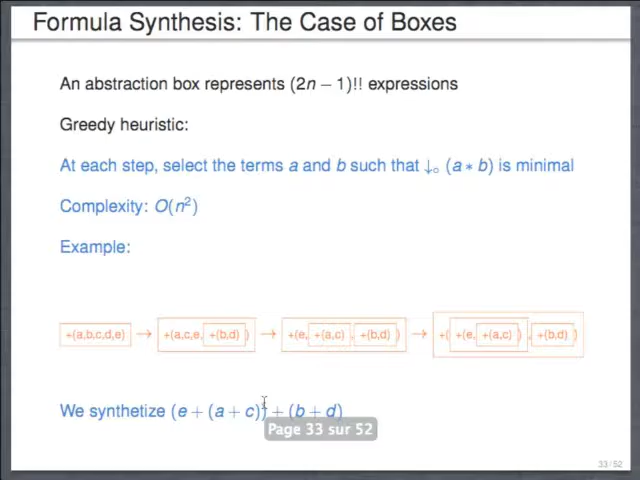 Formula Synthesis: The Case of Boxes
An abstraction box represents (2n − 1)!! expressions
Greedy heuristic:
At each step, select the terms a and b such that ↓∘ (a ∗ b) is minimal
Complexity: O(n²)
Example:
+(a,b,c,d,e) → +(a,c,e, +(b,d) ) → +(e, +(a,c) , +(b,d) ) → +( +(e, +(a,c) ) , +(b,d) )
We synthetize (e + (a + c)) + (b + d)
Page 33 sur 52
33 / 52